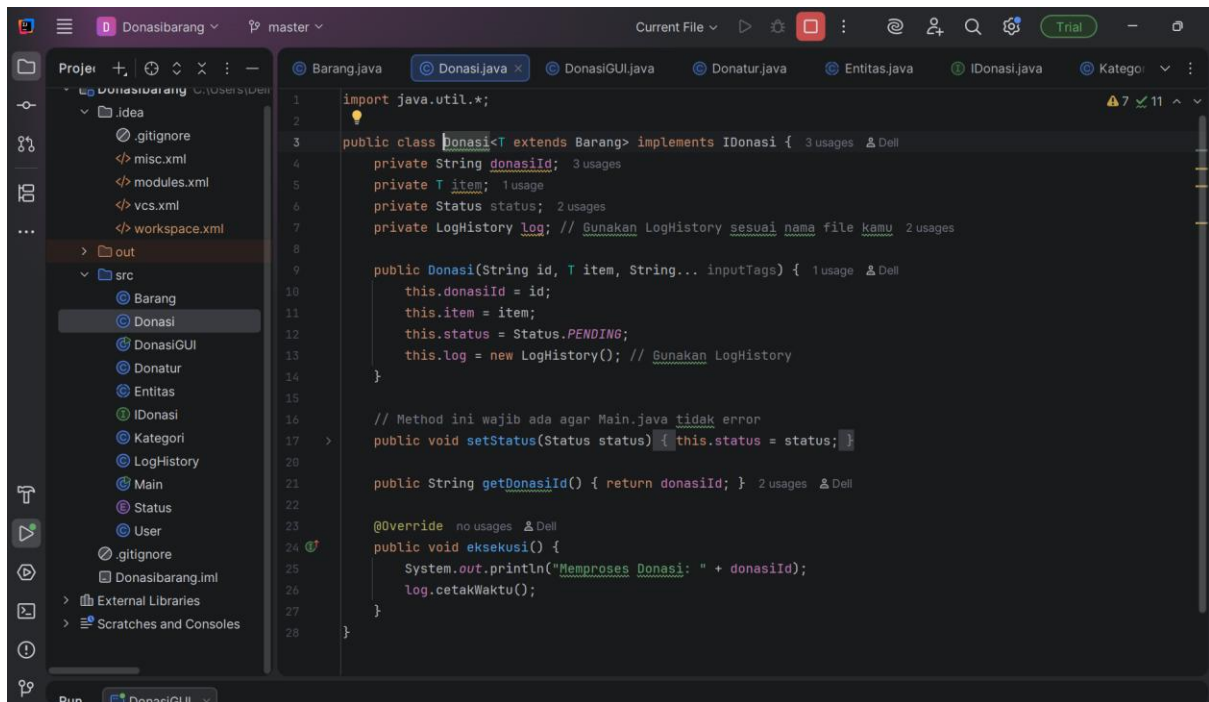 Donasibarang
master
Current File
Trial
Proje
Barang.java
Donasi.java
DonasiGUI.java
Donatur.java
Entitas.java
IDonasi.java
Kategor
Donasibarang C:\Users\Dell
.idea
.gitignore
misc.xml
modules.xml
vcs.xml
workspace.xml
out
src
Barang
Donasi
DonasiGUI
Donatur
Entitas
IDonasi
Kategori
LogHistory
Main
Status
User
.gitignore
Donasibarang.iml
External Libraries
Scratches and Consoles
7 11
1 import java.util.*;
2
3 public class Donasi<T extends Barang> implements IDonasi { 3 usages Dell
4 private String donasiId; 3 usages
5 private T item; 1 usage
6 private Status status; 2 usages
7 private LogHistory log; // Gunakan LogHistory sesuai nama file kamu 2 usages
8
9 public Donasi(String id, T item, String... inputTags) { 1 usage Dell
10 this.donasiId = id;
11 this.item = item;
12 this.status = Status.PENDING;
13 this.log = new LogHistory(); // Gunakan LogHistory
14 }
15
16 // Method ini wajib ada agar Main.java tidak error
17 public void setStatus(Status status) { this.status = status; }
20
21 public String getDonasiId() { return donasiId; } 2 usages Dell
22
23 @Override no usages Dell
24 public void eksekusi() {
25 System.out.println("Memproses Donasi: " + donasiId);
26 log.cetakWaktu();
27 }
28 }
Run DonasiGUI